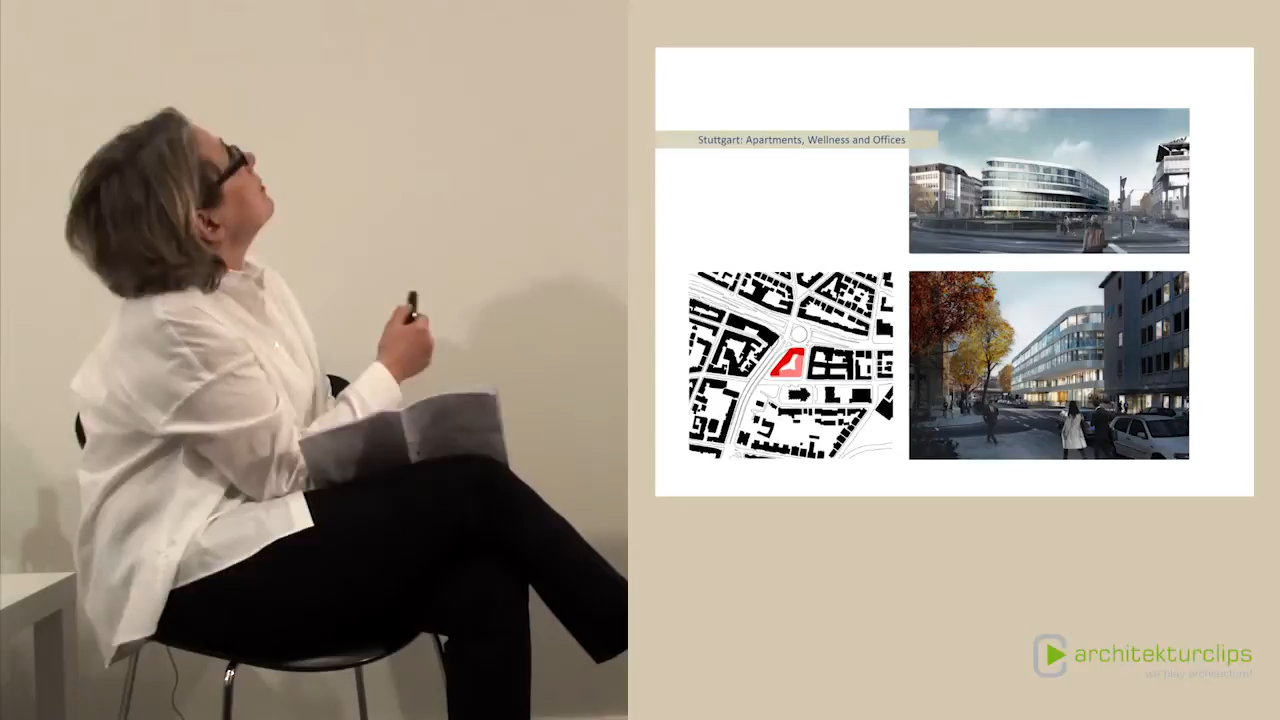 Stuttgart: Apartments, Wellness and Offices
architekturclips
we play architecture!